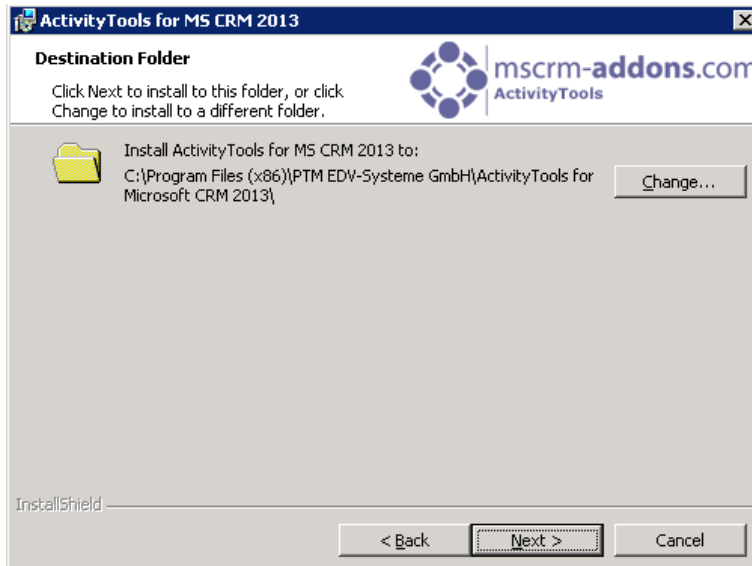 ActivityTools for MS CRM 2013
Destination Folder
Click Next to install to this folder, or click
Change to install to a different folder.
mscrm-addons.com
ActivityTools
Install ActivityTools for MS CRM 2013 to:
C:\Program Files (x86)\PTM EDV-Systeme GmbH\ActivityTools for
Microsoft CRM 2013\
Change...
InstallShield
< Back
Next >
Cancel